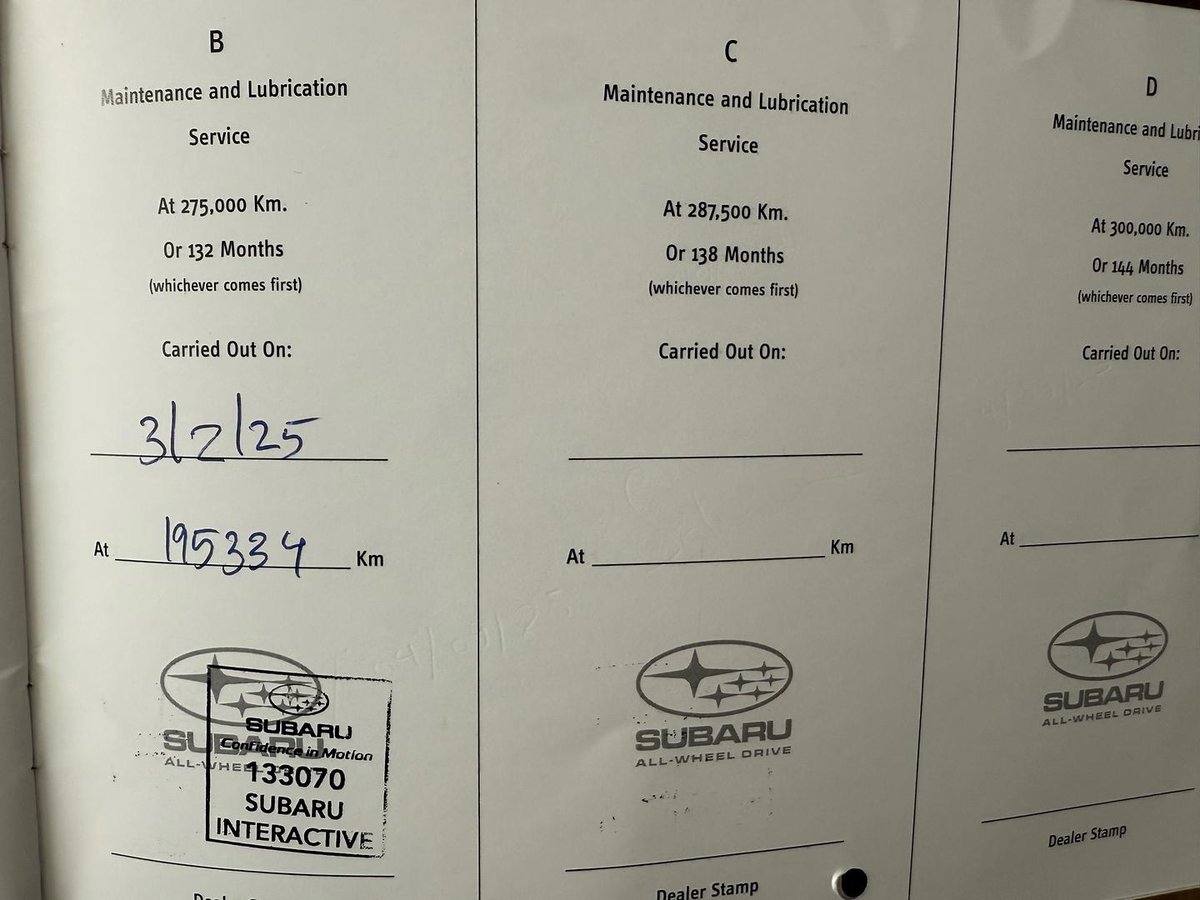 B
Maintenance and Lubrication
Service
At 275,000 Km.
Or 132 Months
(whichever comes first)
Carried Out On:
3/2/25
At 195334 Km
SUBARU
ALL-WHEEL DRIVE
SUBARU
Confidence in Motion
133070
SUBARU
INTERACTIVE
C
Maintenance and Lubrication
Service
At 287,500 Km.
Or 138 Months
(whichever comes first)
Carried Out On:
At Km
SUBARU
ALL-WHEEL DRIVE
Dealer Stamp
D
Maintenance and Lubri
Service
At 300,000 Km.
Or 144 Months
(whichever comes first)
Carried Out On:
At
SUBARU
ALL-WHEEL DRIVE
Dealer Stamp